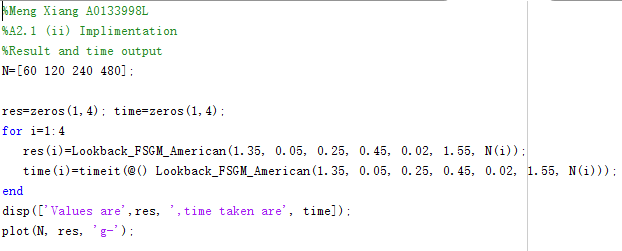 %Meng Xiang A0133998L
%A2.1 (ii) Implimentation
%Result and time output
N=[60 120 240 480];
res=zeros(1,4); time=zeros(1,4);
for i=1:4
res(i)=Lookback_FSGM_American(1.35, 0.05, 0.25, 0.45, 0.02, 1.55, N(i));
time(i)=timeit(@() Lookback_FSGM_American(1.35, 0.05, 0.25, 0.45, 0.02, 1.55, N(i)));
end
disp(['Values are',res, ',time taken are', time]);
plot(N, res, 'g-');